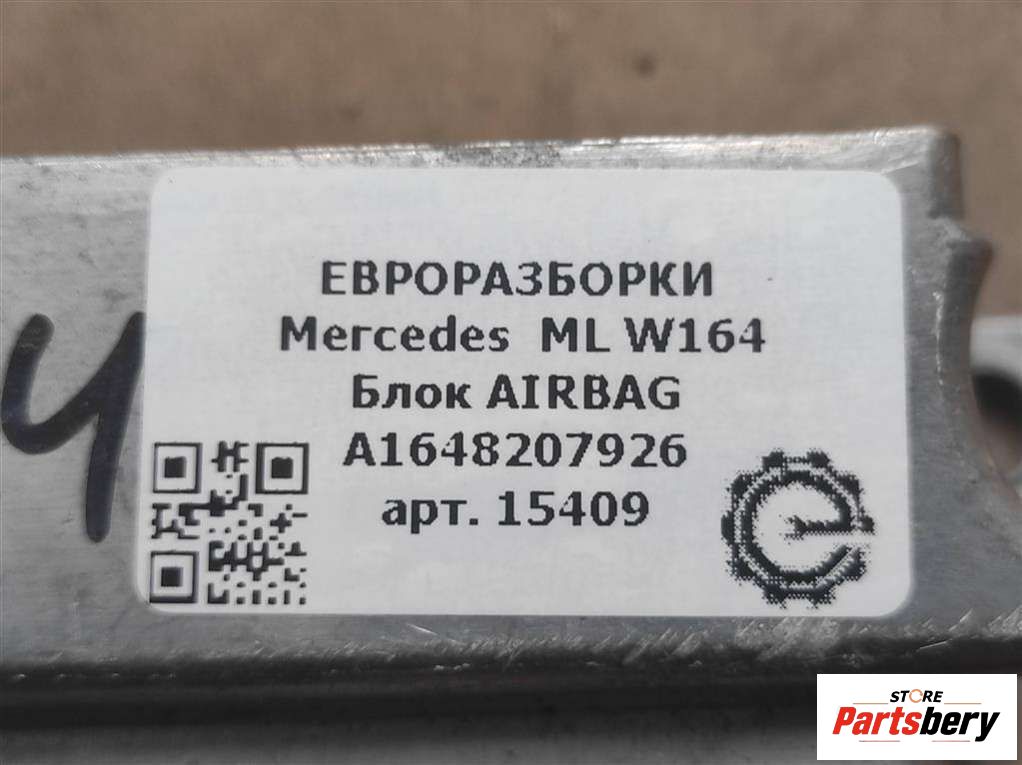 ЕВРОРАЗБОРКИ
Mercedes ML W164
Блок AIRBAG
A1648207926
арт. 15409
STORE
Partsbery